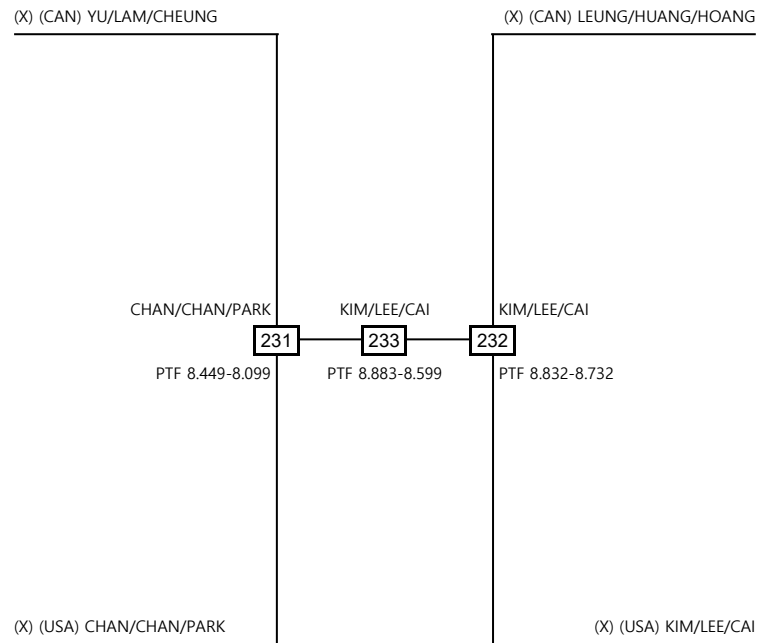 (X) (CAN) YU/LAM/CHEUNG
(X) (CAN) LEUNG/HUANG/HOANG
CHAN/CHAN/PARK
KIM/LEE/CAI
KIM/LEE/CAI
231
233
232
PTF 8.449-8.099
PTF 8.883-8.599
PTF 8.832-8.732
(X) (USA) CHAN/CHAN/PARK
(X) (USA) KIM/LEE/CAI